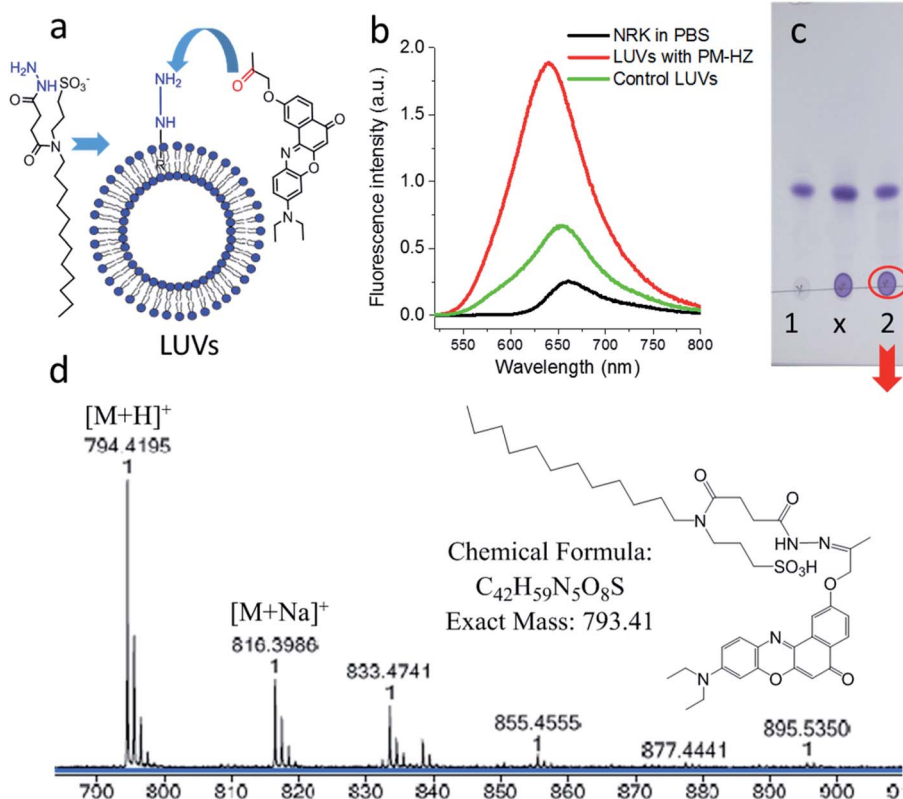 a
H₂N
NH
SO₃⁻
O
O
N
NH₂
NH
R
O
O
O
N
O
N
LUVs
b
NRK in PBS
LUVs with PM-HZ
Control LUVs
Fluorescence intensity (a.u.)
2.0
1.5
1.0
0.5
0.0
550
600
650
700
750
800
Wavelength (nm)
c
1 x 2
d
[M+H]⁺
794.4195
1
[M+Na]⁺
816.3986
1
833.4741
1
855.4555
1
877.4441
895.5350
1
Chemical Formula:
C₄₂H₅₉N₅O₈S
Exact Mass: 793.41
O
N
O
HN
N
SO₃H
O
N
N
O
O
800 810 820 830 840 850 860 870 880 890 900